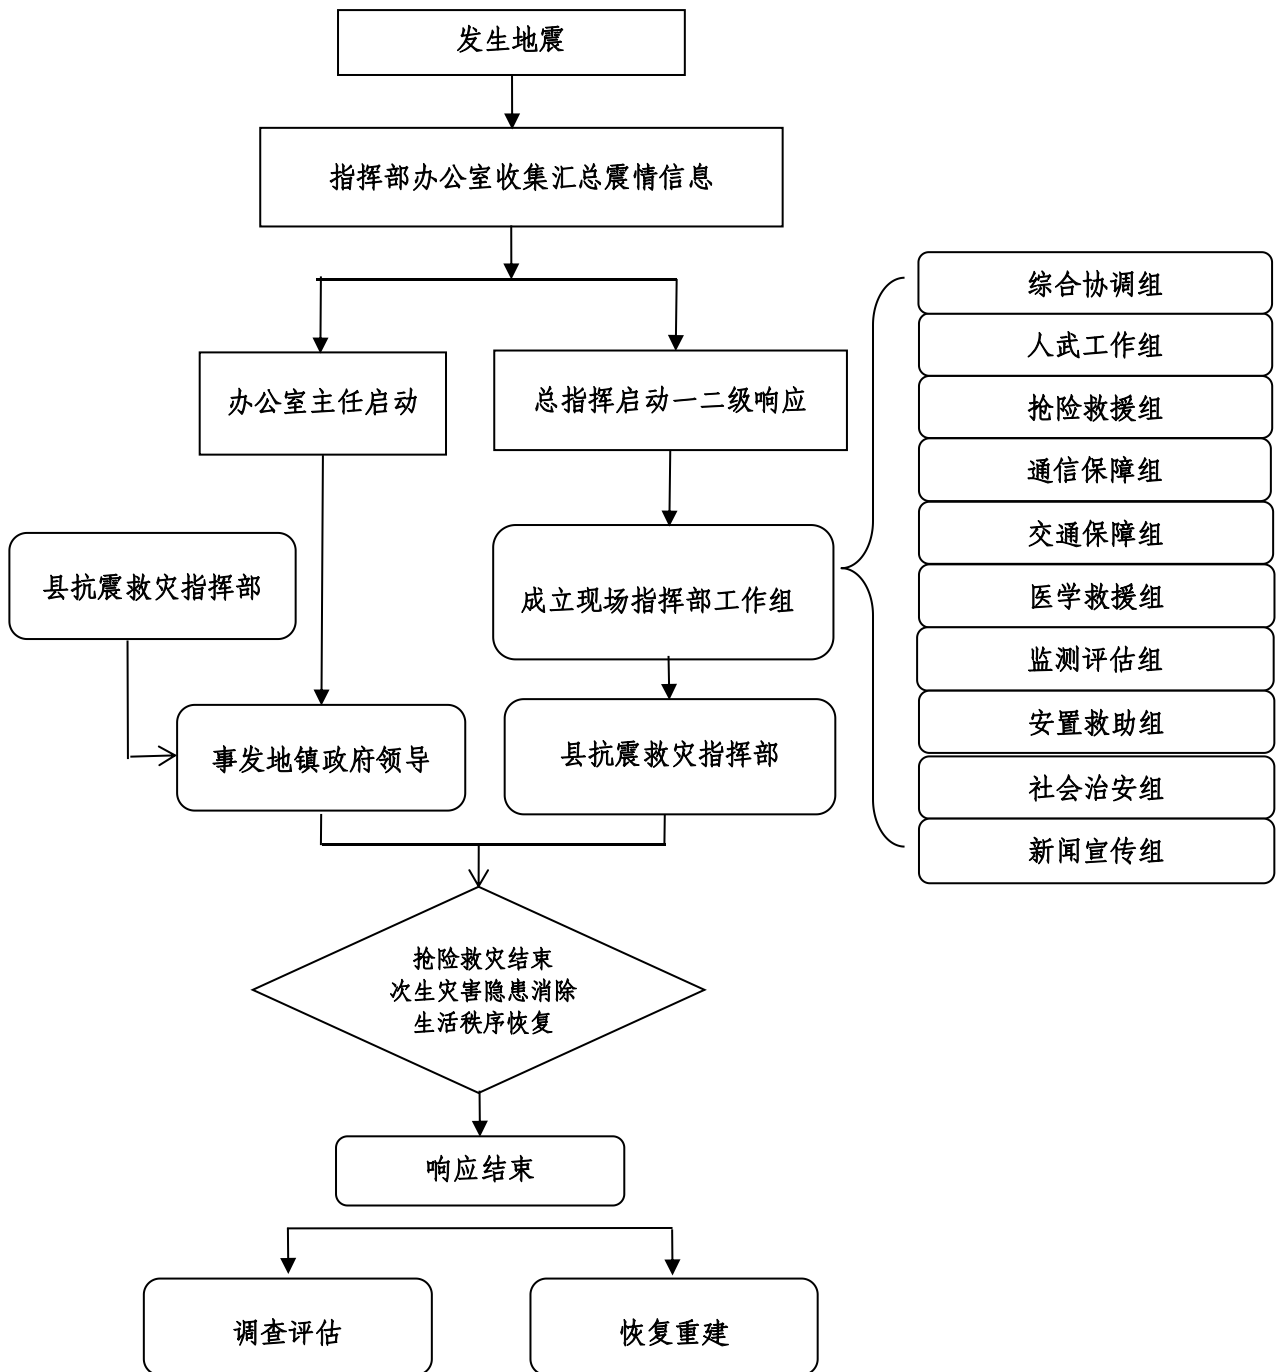 发生地震
指挥部办公室收集汇总震情信息
办公室主任启动
总指挥启动一二级响应
县抗震救灾指挥部
成立现场指挥部工作组
事发地镇政府领导
县抗震救灾指挥部
综合协调组
人武工作组
抢险救援组
通信保障组
交通保障组
医学救援组
监测评估组
安置救助组
社会治安组
新闻宣传组
抢险救灾结束
次生灾害隐患消除
生活秩序恢复
响应结束
调查评估
恢复重建